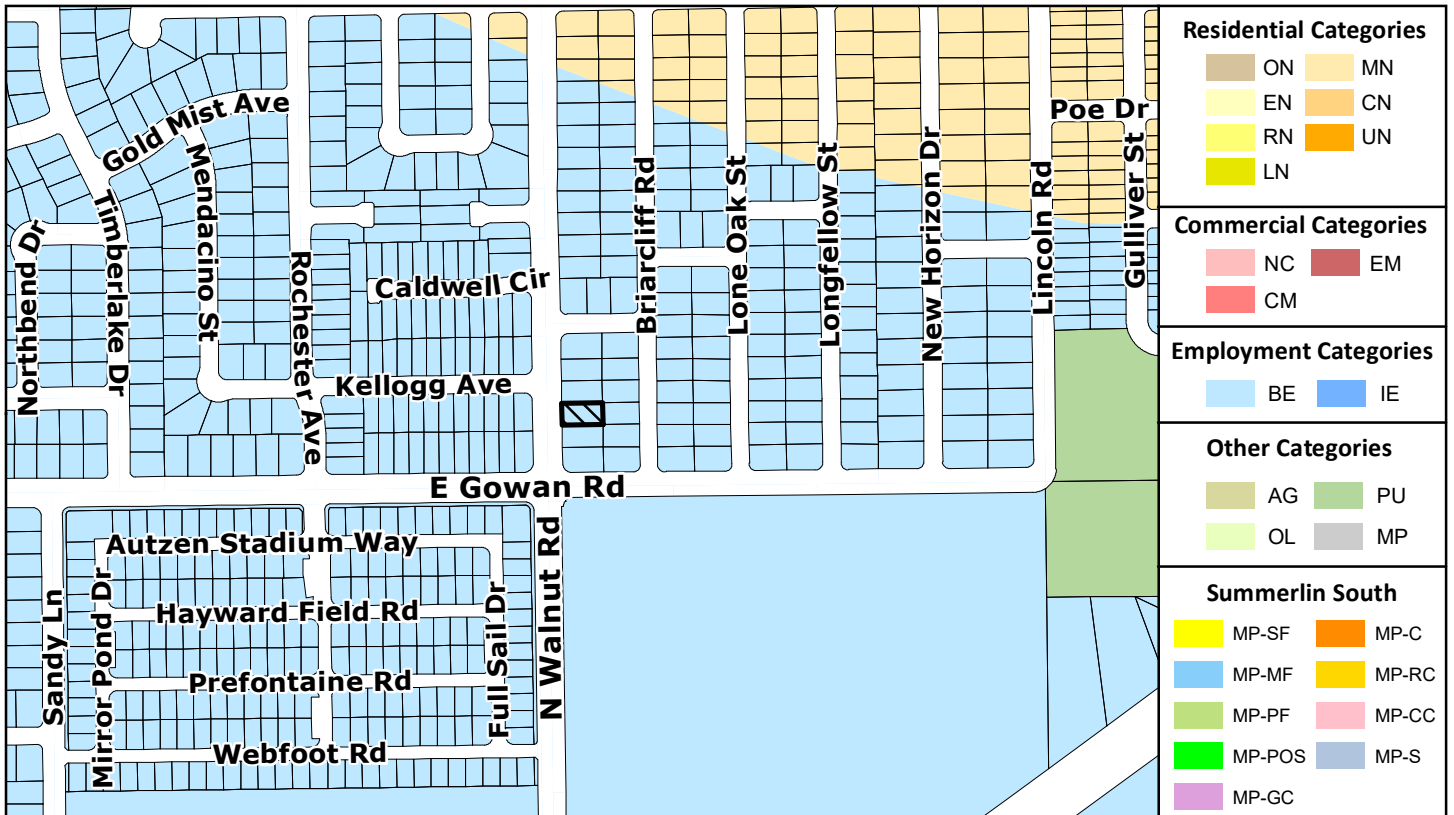 Gold Mist Ave
Mendacino St
Timberlake Dr
Northbend Dr
Rochester Ave
Caldwell Cir
Kellogg Ave
Briarcliff Rd
Lone Oak St
Longfellow St
New Horizon Dr
Lincoln Rd
Poe Dr
Gulliver St
E Gowan Rd
Autzen Stadium Way
Hayward Field Rd
Prefontaine Rd
Webfoot Rd
Sandy Ln
Mirror Pond Dr
Full Sail Dr
N Walnut Rd
Residential Categories
ON MN
EN CN
RN UN
LN
Commercial Categories
NC EM
CM
Employment Categories
BE IE
Other Categories
AG PU
OL MP
Summerlin South
MP-SF MP-C
MP-MF MP-RC
MP-PF MP-CC
MP-POS MP-S
MP-GC